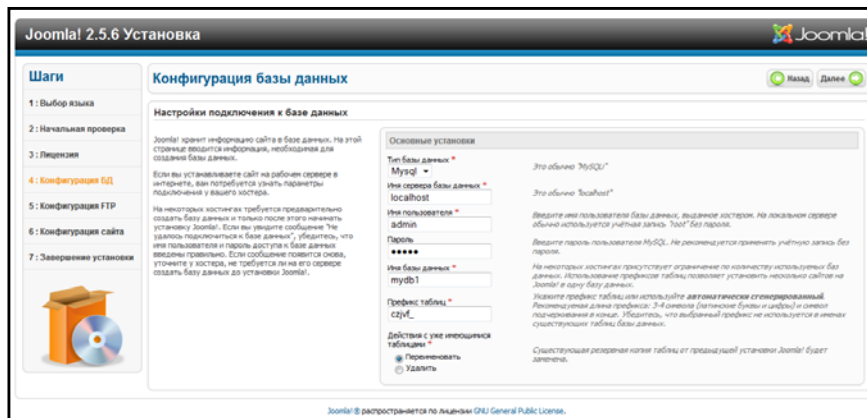 Joomla! 2.5.6 Установка
Joomla!
Шаги
1 : Выбор языка
2 : Начальная проверка
3 : Лицензия
4 : Конфигурация БД
5 : Конфигурация FTP
6 : Конфигурация сайта
7 : Завершение установки
Конфигурация базы данных
Назад
Далее
Настройки подключения к базе данных
Joomla! хранит информацию сайта в базе данных. На этой
странице вводится информация, необходимая для
создания базы данных.
Если вы устанавливаете сайт на рабочем сервере в
интернете, вам потребуется узнать параметры
подключения у вашего хостера.
На некоторых хостингах требуется предварительно
создать базу данных и только после этого начинать
установку Joomla!. Если вы увидите сообщение "Не
удалось подключиться к базе данных", убедитесь, что
имя пользователя и пароль доступа к базе данных
введены правильно. Если сообщение появится снова,
уточните у хостера, не требуется ли на его сервере
создать базу данных до установки Joomla!.
Основные установки
Тип базы данных *
Mysql
Это обычно "MySQLi"
Имя сервера базы данных *
localhost
Это обычно "localhost"
Имя пользователя *
admin
Введите имя пользователя базы данных, выданное хостером. На локальном сервере
обычно используется учётная запись "root" без пароля.
Пароль
•••••
Введите пароль пользователя MySQL. Не рекомендуется применять учётную запись без
пароля.
Имя базы данных *
mydb1
На некоторых хостингах присутствует ограничение по количеству используемых баз
данных. Использование префиксов таблиц позволяет установить несколько сайтов на
Joomla! в одну базу данных.
Префикс таблиц *
czjvf_
Укажите префикс таблиц или используйте автоматически сгенерированный.
Рекомендуемая длина префикса: 3-4 символа (латинские буквы и цифры) и символ
подчеркивания в конце. Убедитесь, что выбранный префикс не используется в именах
существующих таблиц базы данных.
Действия с уже имеющимися
таблицами *
Переименовать
Удалить
Существующая резервная копия таблиц от предыдущей установки Joomla! будет
заменена.
Joomla! ® распространяется по лицензии GNU General Public License.